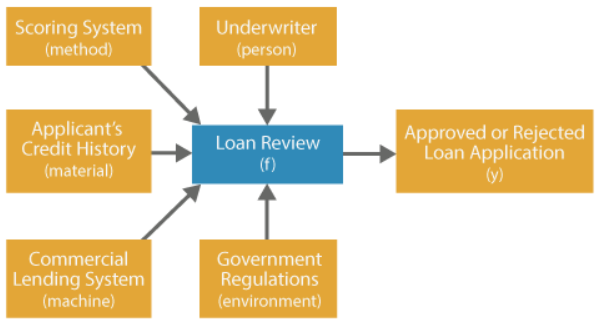 Scoring System
(method)
Underwriter
(person)
Applicant's
Credit History
(material)
Loan Review
(f)
Approved or Rejected
Loan Application
(y)
Commercial
Lending System
(machine)
Government
Regulations
(environment)